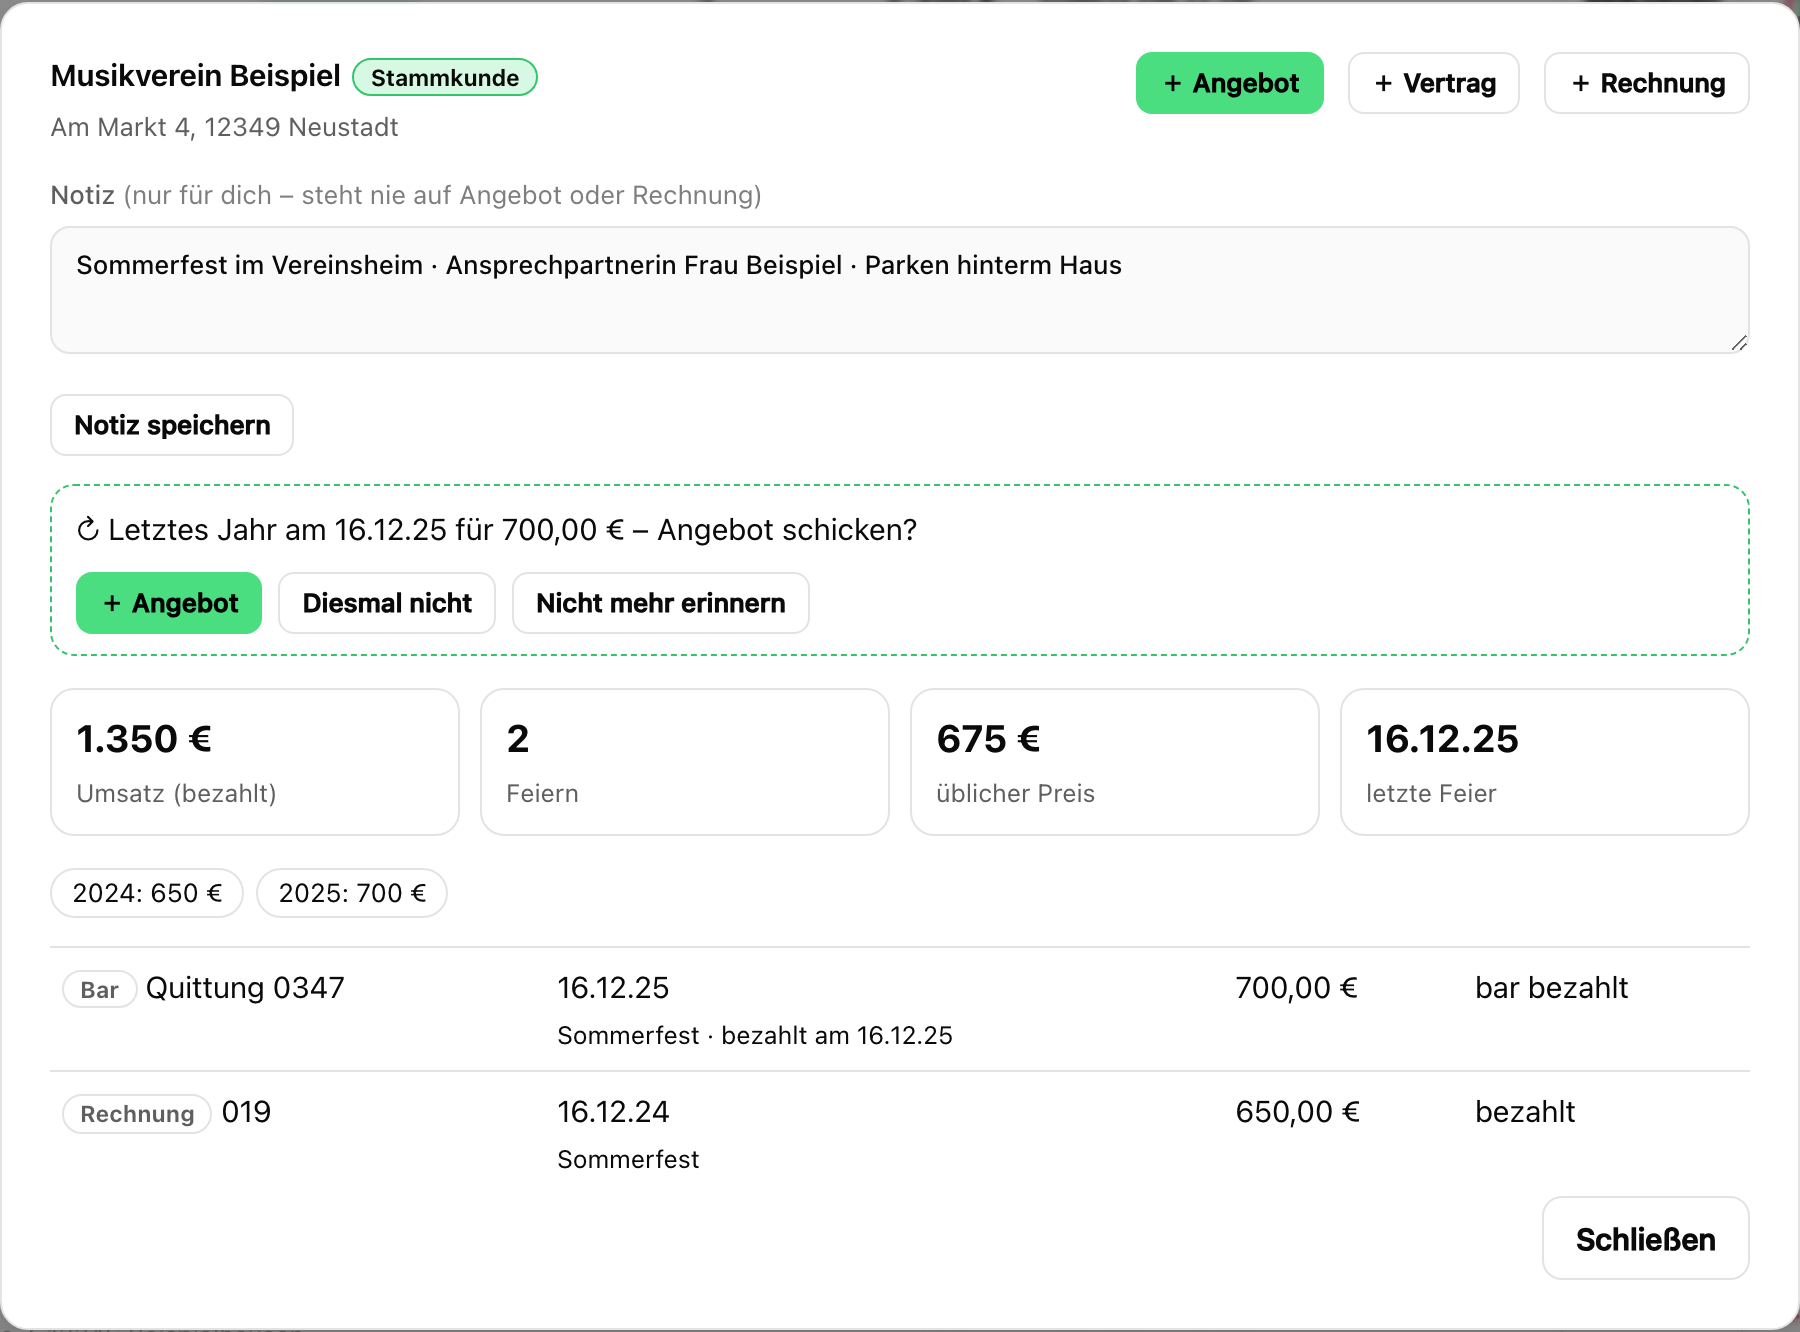 Musikverein Beispiel Stammkunde
Am Markt 4, 12349 Neustadt
+ Angebot
+ Vertrag
+ Rechnung
Notiz (nur für dich – steht nie auf Angebot oder Rechnung)
Sommerfest im Vereinsheim · Ansprechpartnerin Frau Beispiel · Parken hinterm Haus
Notiz speichern
↻ Letztes Jahr am 16.12.25 für 700,00 € – Angebot schicken?
+ Angebot
Diesmal nicht
Nicht mehr erinnern
1.350 €
Umsatz (bezahlt)
2
Feiern
675 €
üblicher Preis
16.12.25
letzte Feier
2024: 650 €
2025: 700 €
Bar Quittung 0347 16.12.25 700,00 € bar bezahlt
Sommerfest · bezahlt am 16.12.25
Rechnung 019 16.12.24 650,00 € bezahlt
Sommerfest
Schließen